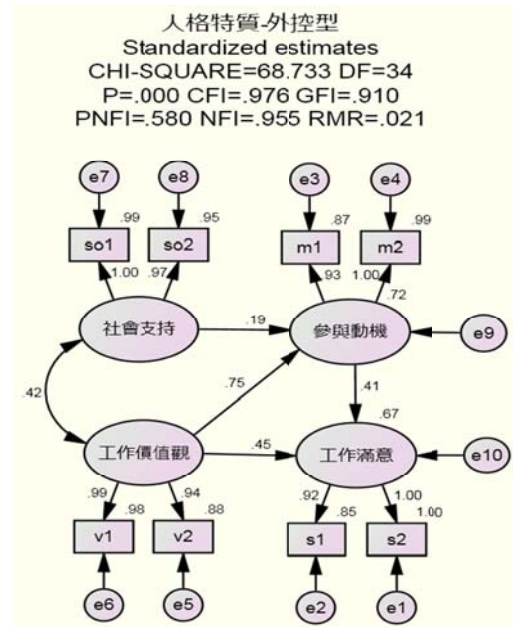 人格特質-外控型
Standardized estimates
CHI-SQUARE=68.733 DF=34
P=.000 CFI=.976 GFI=.910
PNFI=.580 NFI=.955 RMR=.021
e7
e8
e3
e4
.99
.95
.87
.99
so1
so2
m1
m2
1.00
.97
.93
1.00
.72
社會支持
.19
參與動機
e9
.42
.75
.41
.67
工作價值觀
.45
工作滿意
e10
.99
.98
.94
.88
.92
.85
1.00
1.00
v1
v2
s1
s2
e6
e5
e2
e1